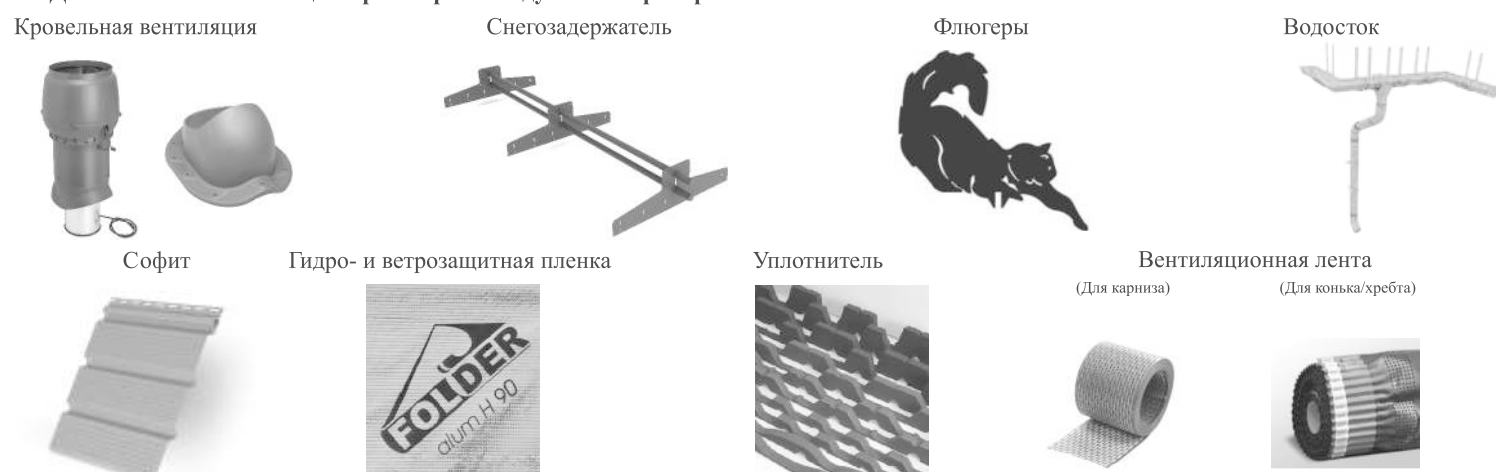 Кровельная вентиляция
Снегозадержатель
Флюгеры
Водосток
Софит
Гидро- и ветрозащитная пленка
Уплотнитель
Вентиляционная лента
(Для карниза)
(Для конька/хребта)
FOLDER
alum H 90